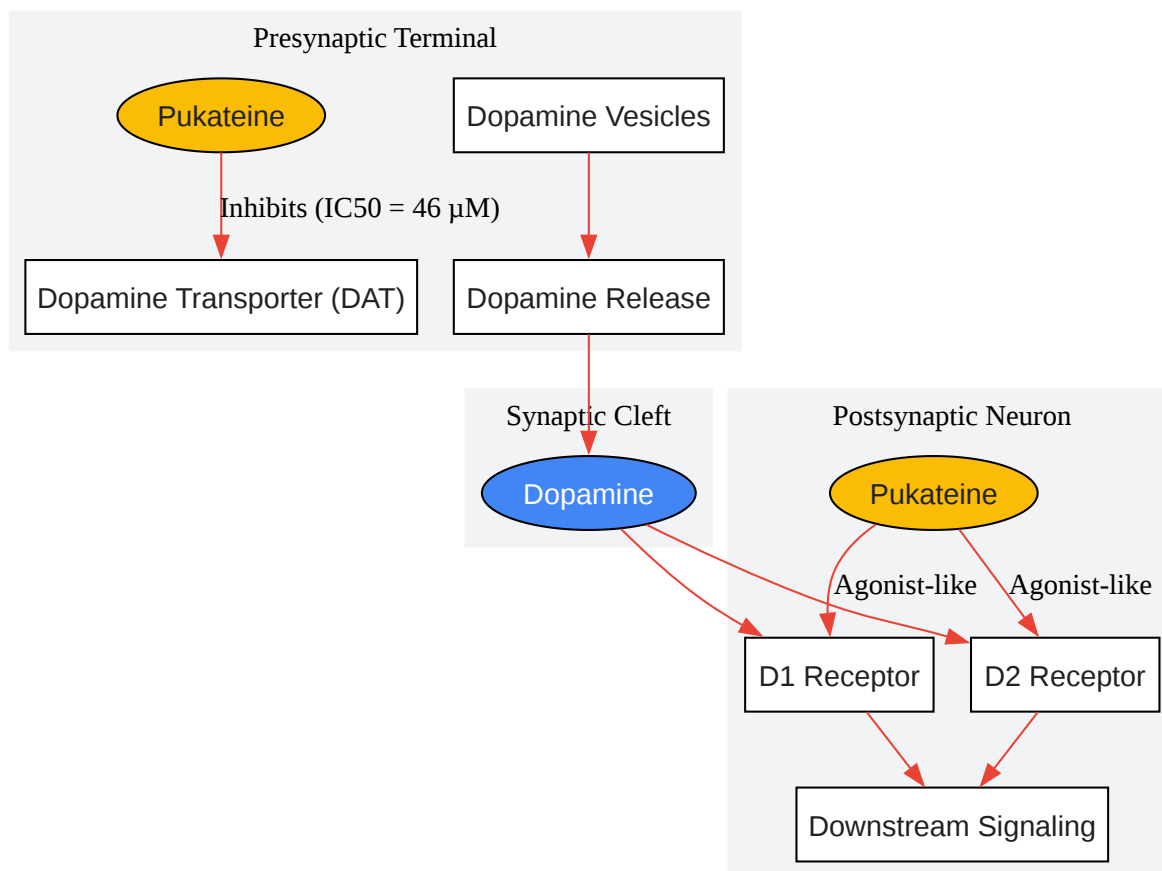 Presynaptic Terminal
Pukateine
Dopamine Vesicles
Inhibits (IC50 = 46 µM)
Dopamine Transporter (DAT)
Dopamine Release
Synaptic Cleft
Postsynaptic Neuron
Dopamine
Pukateine
Agonist-like
Agonist-like
D1 Receptor
D2 Receptor
Downstream Signaling